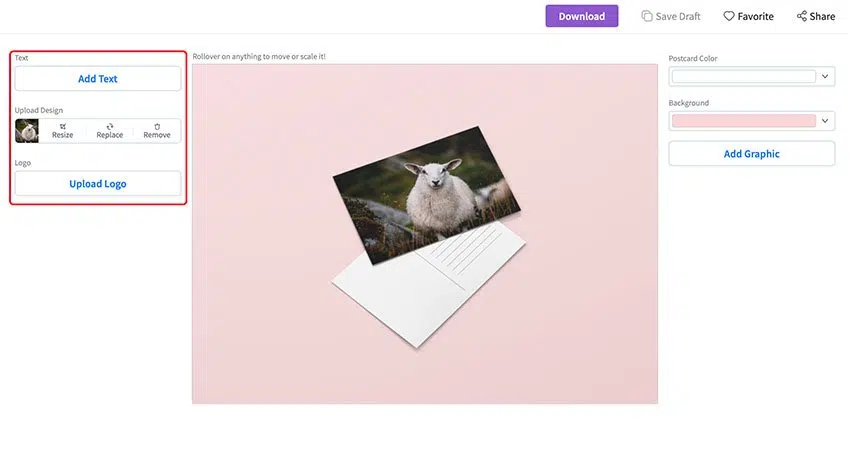 Download
Save Draft
Favorite
Share
Text
Add Text
Upload Design
Resize
Replace
Remove
Logo
Upload Logo
Rollover on anything to move or scale it!
Postcard Color
Background
Add Graphic